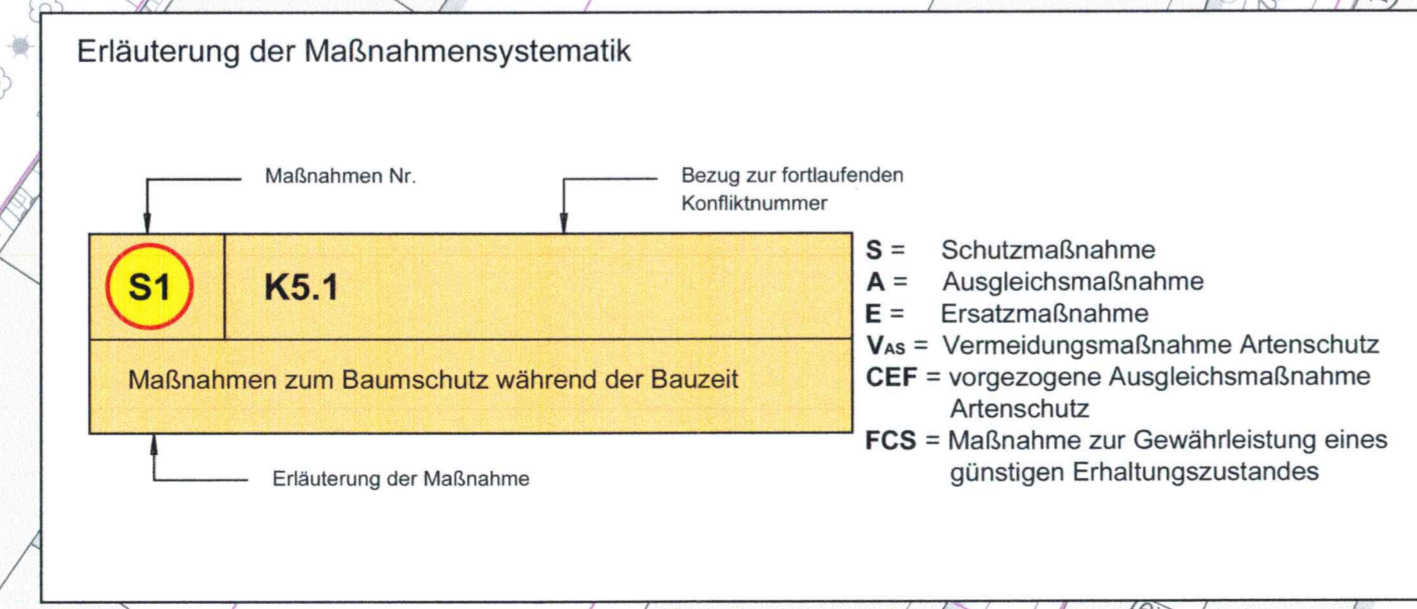 Erläuterung der Maßnahmensystematik
Maßnahmen Nr.
Bezug zur fortlaufenden
Konfliktnummer
S1
K5.1
Maßnahmen zum Baumschutz während der Bauzeit
Erläuterung der Maßnahme
S = Schutzmaßnahme
A = Ausgleichsmaßnahme
E = Ersatzmaßnahme
VAS = Vermeidungsmaßnahme Artenschutz
CEF = vorgezogene Ausgleichsmaßnahme
Artenschutz
FCS = Maßnahme zur Gewährleistung eines
günstigen Erhaltungszustandes